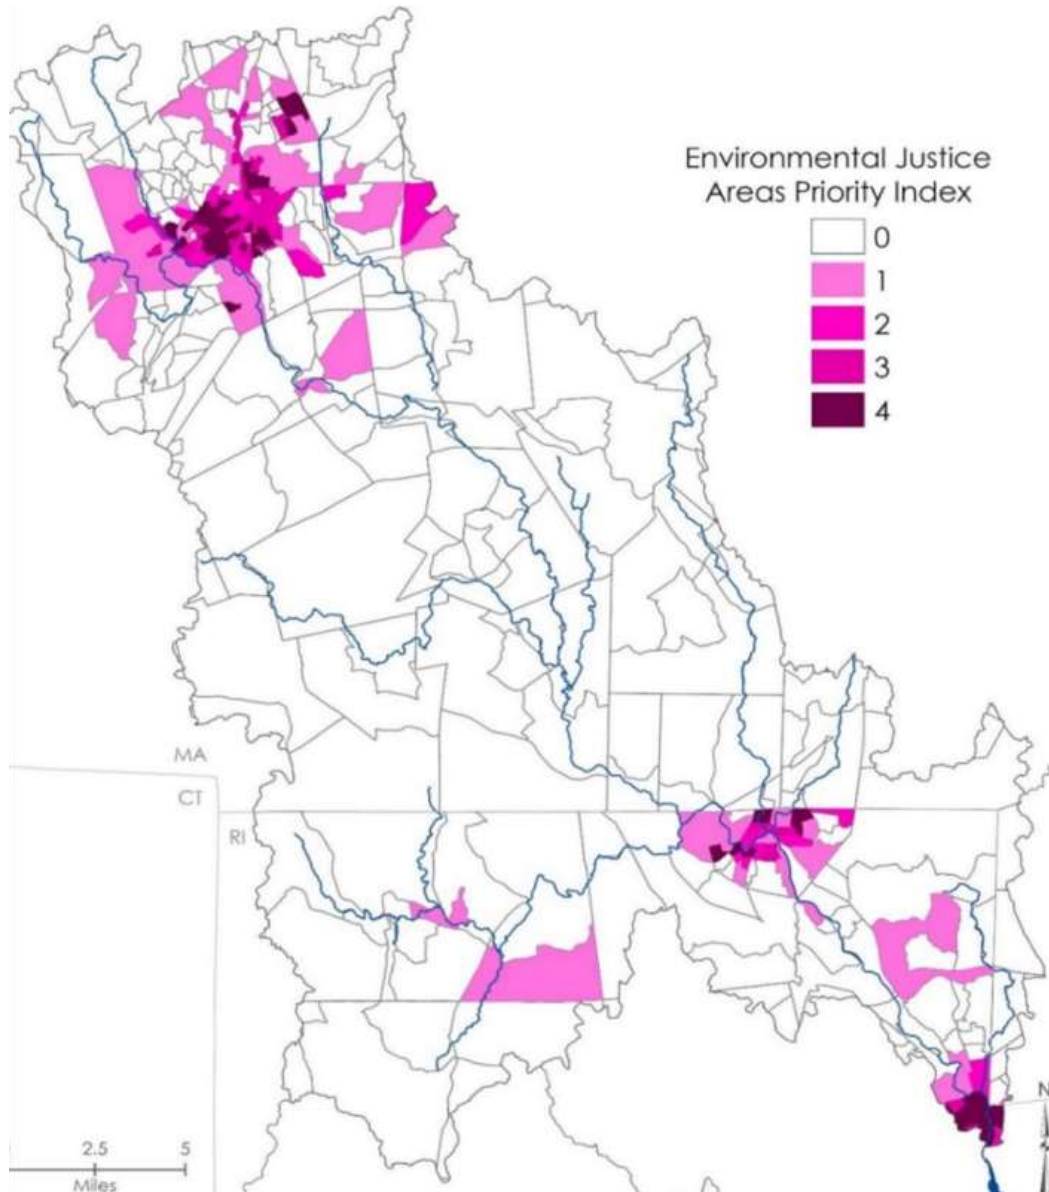 Environmental Justice
Areas Priority Index
0
1
2
3
4
MA
CT
RI
N
2.5
5
Miles